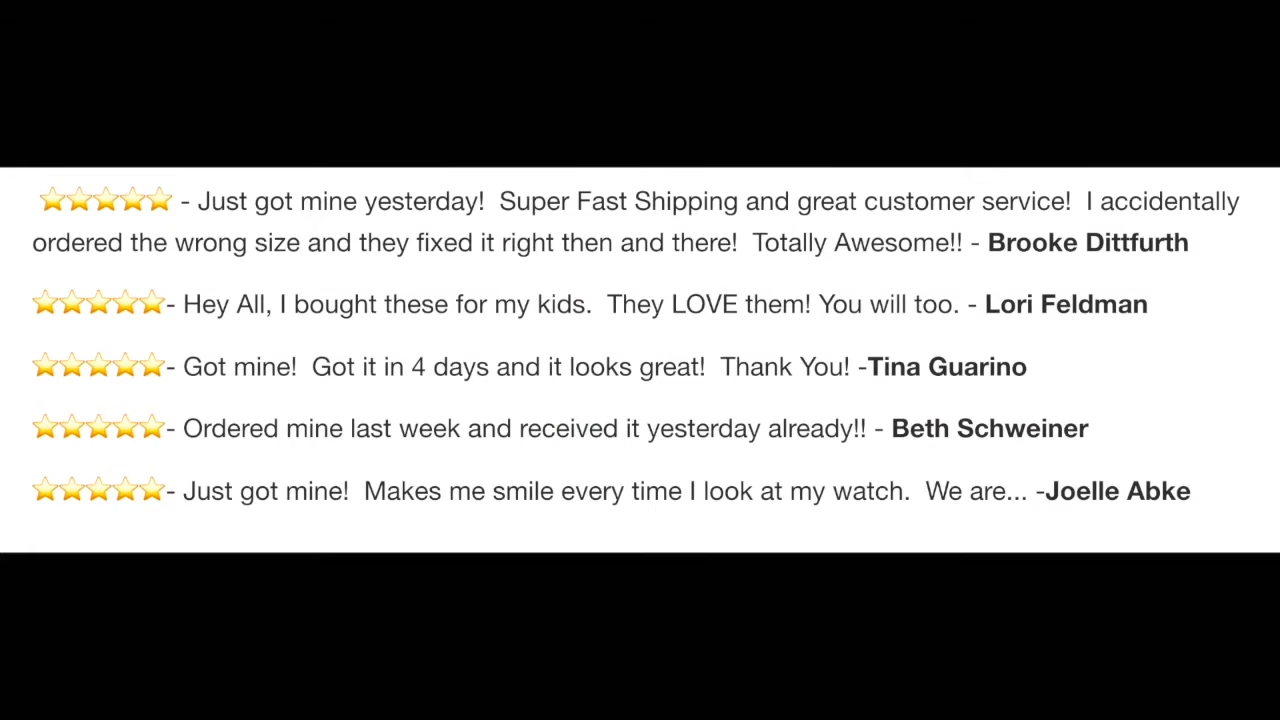 ⭐⭐⭐⭐⭐ - Just got mine yesterday!  Super Fast Shipping and great customer service!  I accidentally
ordered the wrong size and they fixed it right then and there!  Totally Awesome!! - Brooke Dittfurth
⭐⭐⭐⭐⭐- Hey All, I bought these for my kids.  They LOVE them! You will too. - Lori Feldman
⭐⭐⭐⭐⭐- Got mine!  Got it in 4 days and it looks great!  Thank You! -Tina Guarino
⭐⭐⭐⭐⭐- Ordered mine last week and received it yesterday already!! - Beth Schweiner
⭐⭐⭐⭐⭐- Just got mine!  Makes me smile every time I look at my watch.  We are... -Joelle Abke